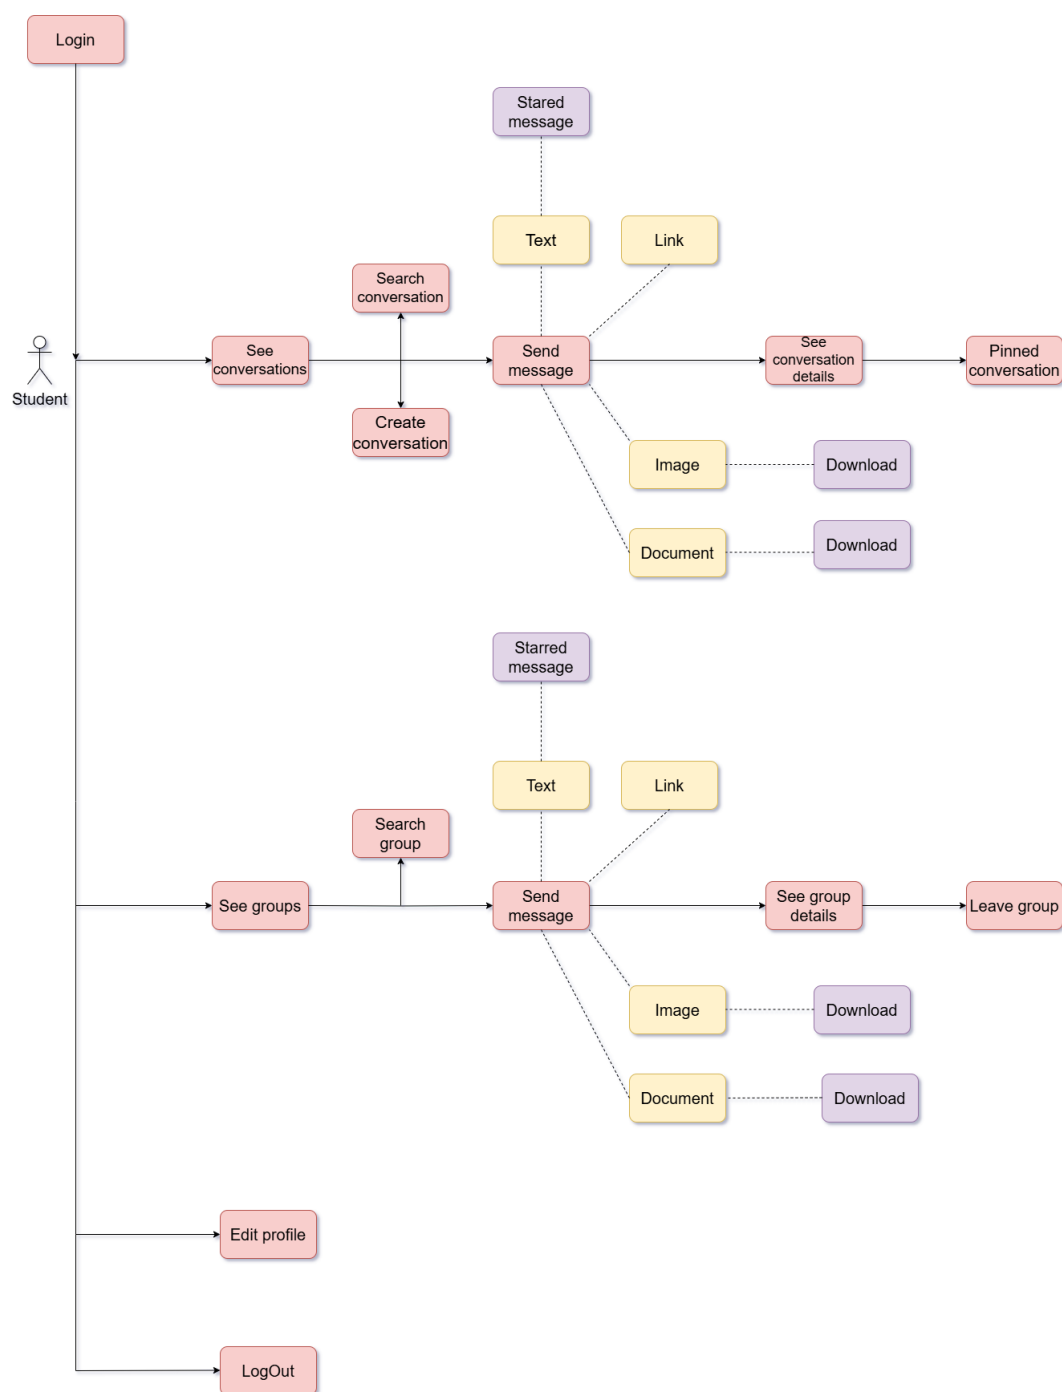 Login
Stared
message
Text
Link
Search
conversation
Student
See
conversations
Send
message
See
conversation
details
Pinned
conversation
Create
conversation
Image
Download
Document
Download
Starred
message
Text
Link
Search
group
See groups
Send
message
See group
details
Leave group
Image
Download
Document
Download
Edit profile
LogOut